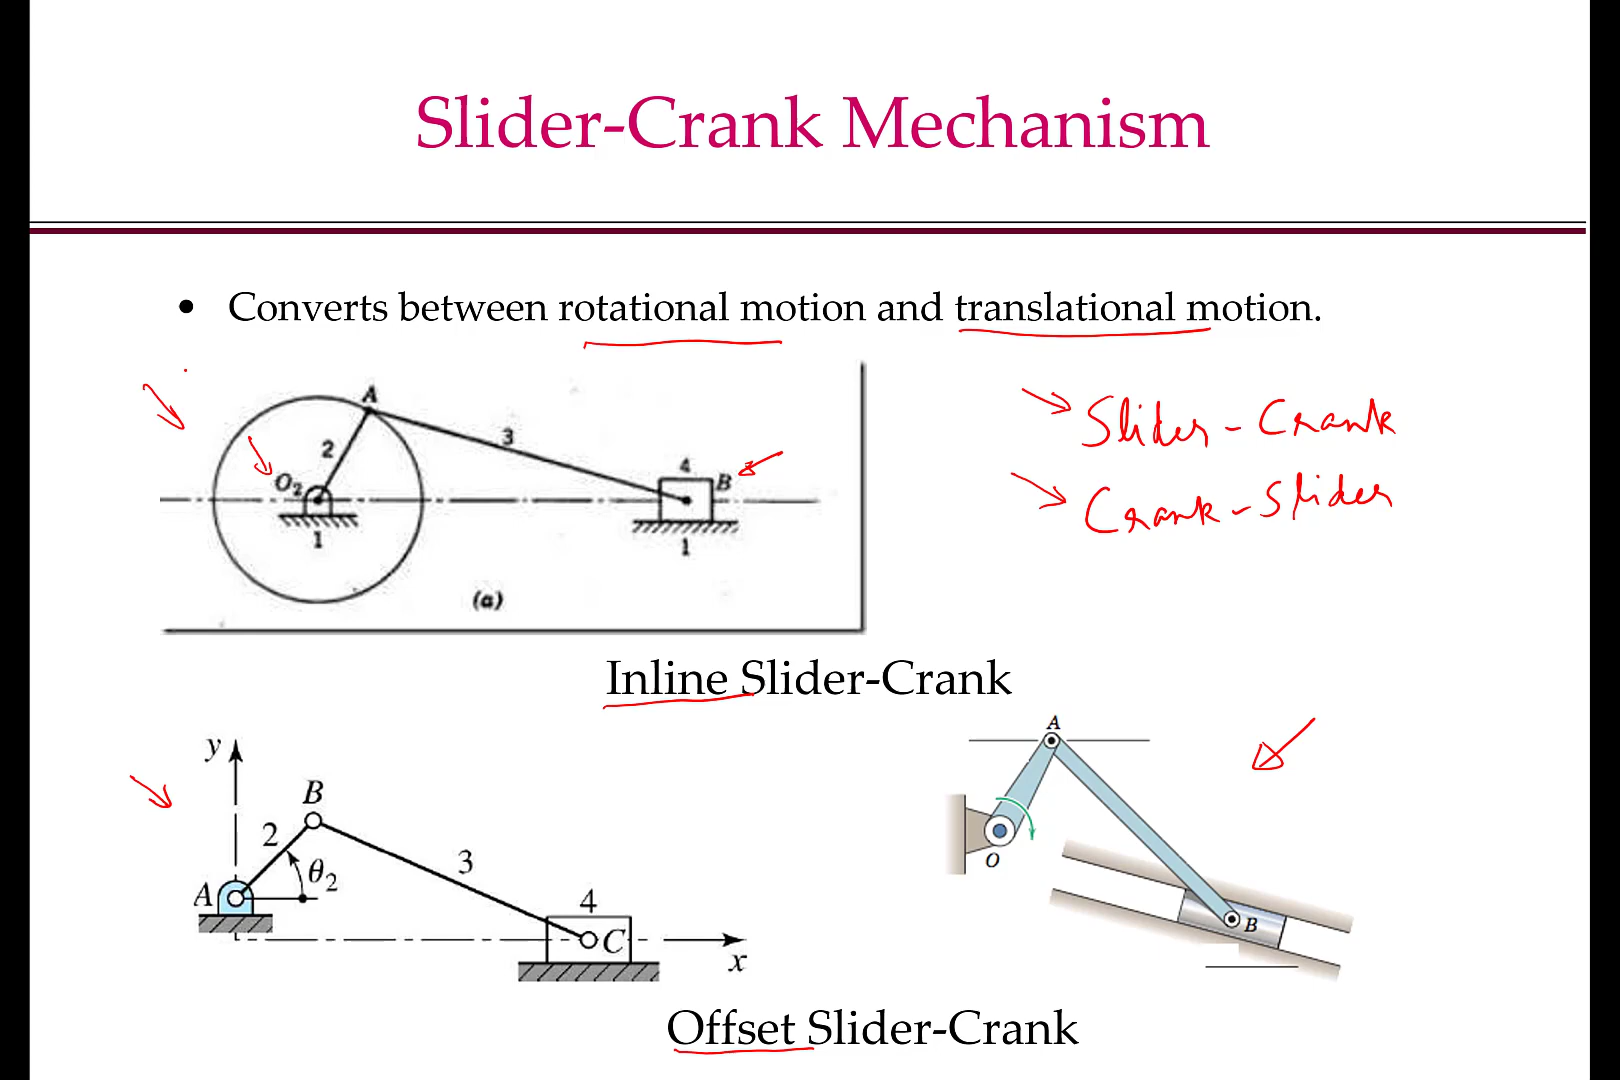 Slider-Crank Mechanism
• Converts between rotational motion and translational motion.
A
2
3
O2
4
B
1
1
(a)
Slider - Crank
Crank - Slider
Inline Slider-Crank
y
B
2
θ2
3
A
4
C
x
A
O
B
Offset Slider-Crank